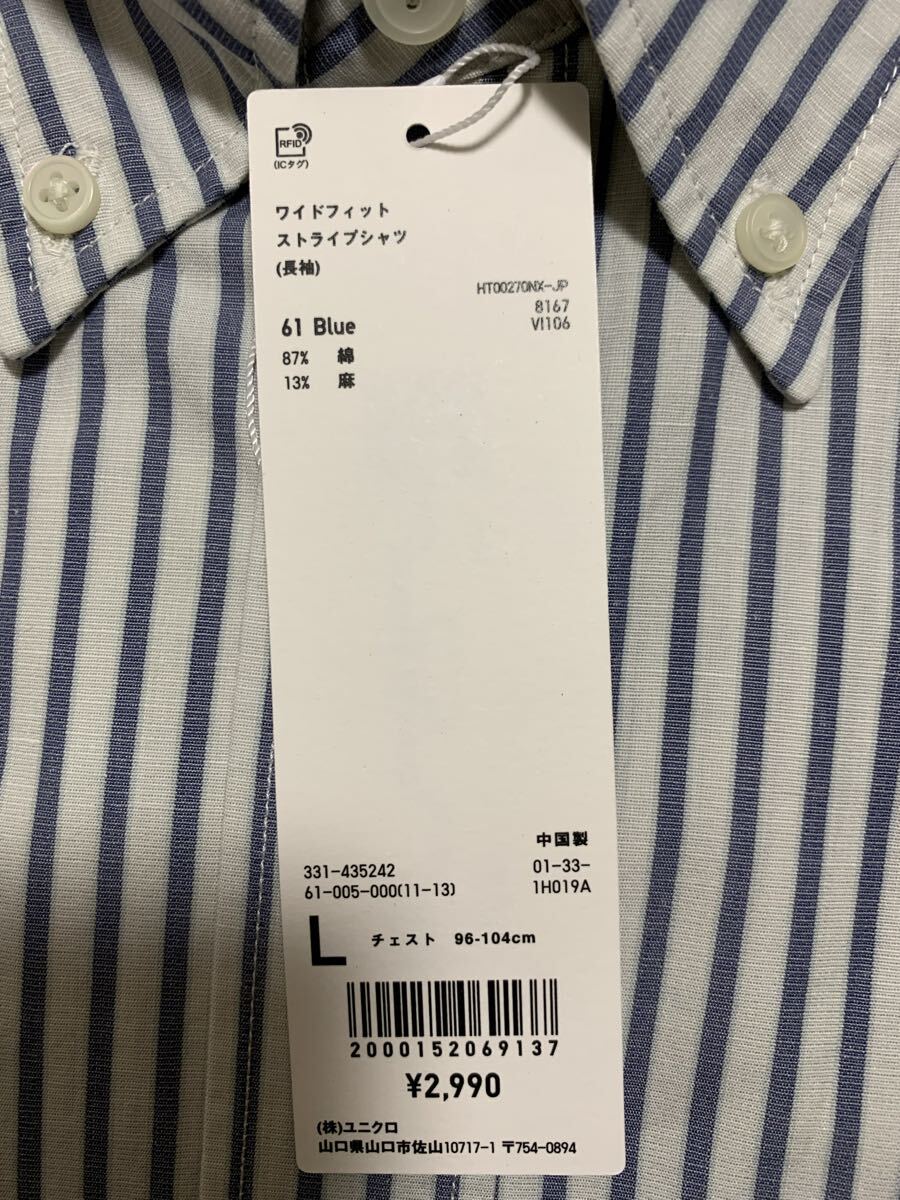 RFID
(ICタグ)
ワイドフィット
ストライプシャツ
(長袖)
HT00270NX-JP
8167
VI106
61 Blue
87% 綿
13% 麻
中国製
331-435242 01-33-
61-005-000(11-13) 1H019A
L チェスト 96-104cm
2000152069137
¥2,990
(株)ユニクロ
山口県山口市佐山10717-1 〒754-0894